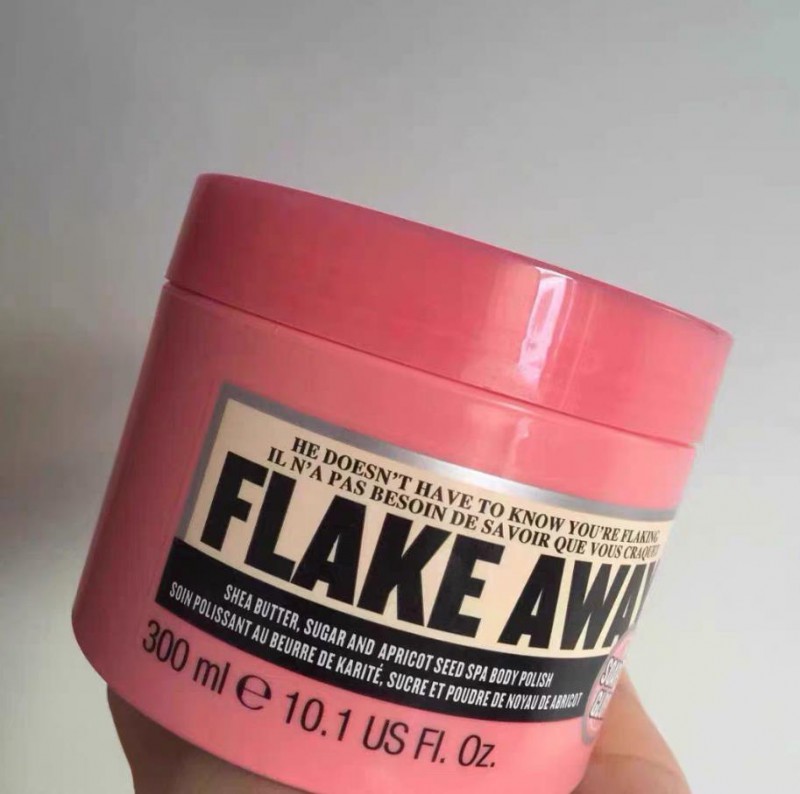 HE DOESN'T HAVE TO KNOW YOU'RE FLAKING
IL N'A PAS BESOIN DE SAVOIR QUE VOUS
FLAKE
SHEA BUTTER, SUGAR AND APRICOT SEED SPA BODY POLISH
SOIN POLISSANT AU BEURRE DE KARITÉ, SUCRE ET POUDRE DE NOYAU DE ABRICOT
300 ml ℮ 10.1 US Fl. Oz.